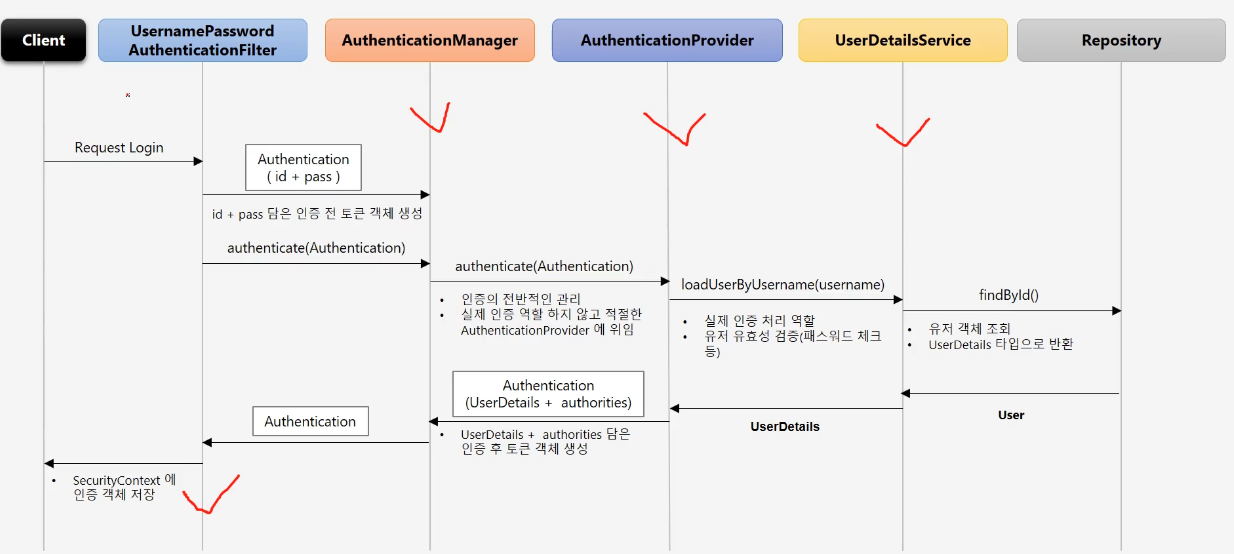 Client
UsernamePassword
AuthenticationFilter
AuthenticationManager
AuthenticationProvider
UserDetailsService
Repository
Request Login
Authentication
( id + pass )
id + pass 담은 인증 전 토큰 객체 생성
authenticate(Authentication)
authenticate(Authentication)
• 인증의 전반적인 관리
• 실제 인증 역할 하지 않고 적절한
AuthenticationProvider 에 위임
loadUserByUsername(username)
• 실제 인증 처리 역할
• 유저 유효성 검증(패스워드 체크
등)
findById()
• 유저 객체 조회
• UserDetails 타입으로 반환
User
UserDetails
Authentication
(UserDetails + authorities)
• UserDetails + authorities 담은
인증 후 토큰 객체 생성
Authentication
• SecurityContext 에
인증 객체 저장